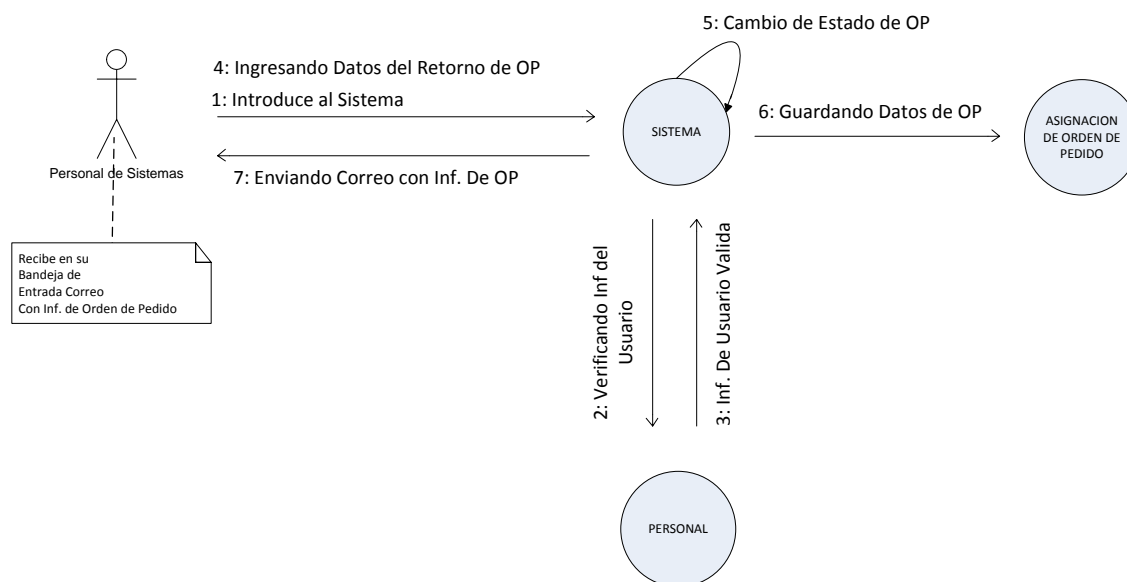 5: Cambio de Estado de OP
4: Ingresando Datos del Retorno de OP
1: Introduce al Sistema
6: Guardando Datos de OP
SISTEMA
ASIGNACION
DE ORDEN DE
PEDIDO
Personal de Sistemas
7: Enviando Correo con Inf. De OP
Recibe en su
Bandeja de
Entrada Correo
Con Inf. de Orden de Pedido
2: Verificando Inf del
Usuario
3: Inf. De Usuario Valida
PERSONAL